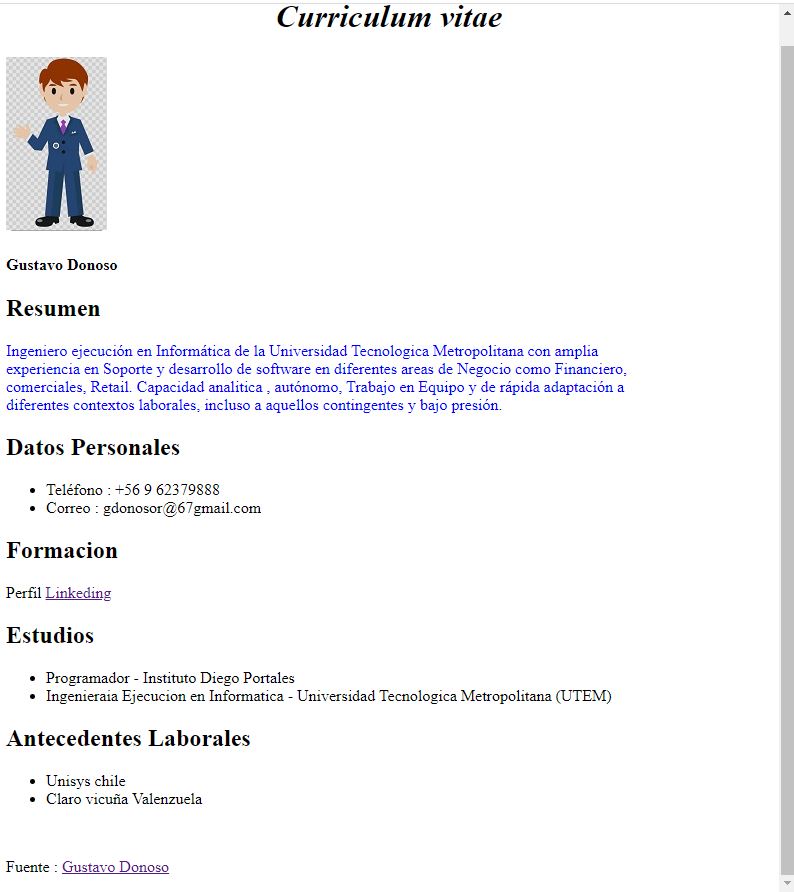 Curriculum vitae
Gustavo Donoso
Resumen
Ingeniero ejecución en Informática de la Universidad Tecnologica Metropolitana con amplia
experiencia en Soporte y desarrollo de software en diferentes areas de Negocio como Financiero,
comerciales, Retail. Capacidad analitica , autónomo, Trabajo en Equipo y de rápida adaptación a
diferentes contextos laborales, incluso a aquellos contingentes y bajo presión.
Datos Personales
• Teléfono : +56 9 62379888
• Correo : gdonosor@67gmail.com
Formacion
Perfil Linkeding
Estudios
• Programador - Instituto Diego Portales
• Ingenieraia Ejecucion en Informatica - Universidad Tecnologica Metropolitana (UTEM)
Antecedentes Laborales
• Unisys chile
• Claro vicuña Valenzuela
Fuente : Gustavo Donoso